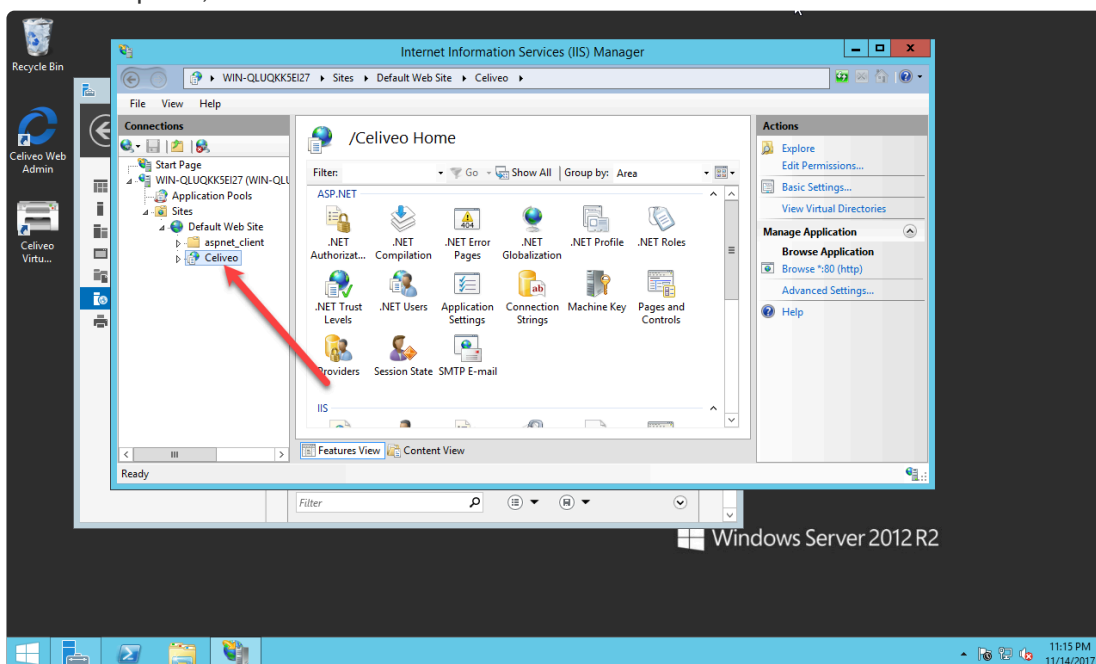 Recycle Bin
Celiveo Web
Admin
Celiveo
Virtu...
Internet Information Services (IIS) Manager
WIN-QLUQKK5EI27 Sites Default Web Site Celiveo
File View Help
Connections
Start Page
WIN-QLUQKK5EI27 (WIN-QLU
Application Pools
Sites
Default Web Site
aspnet_client
Celiveo
/Celiveo Home
Filter: Go Show All Group by: Area
ASP.NET
.NET Authorizat...
.NET Compilation
.NET Error Pages
404
.NET Globalization
.NET Profile
.NET Roles
.NET Trust Levels
.NET Users
Application Settings
ab
Connection Strings
Machine Key
Pages and Controls
Providers
Session State
SMTP E-mail
IIS
Features View Content View
Actions
Explore
Edit Permissions...
Basic Settings...
View Virtual Directories
Manage Application
Browse Application
Browse *:80 (http)
Advanced Settings...
Help
Ready
Filter
Windows Server 2012 R2
11:15 PM
11/14/2017